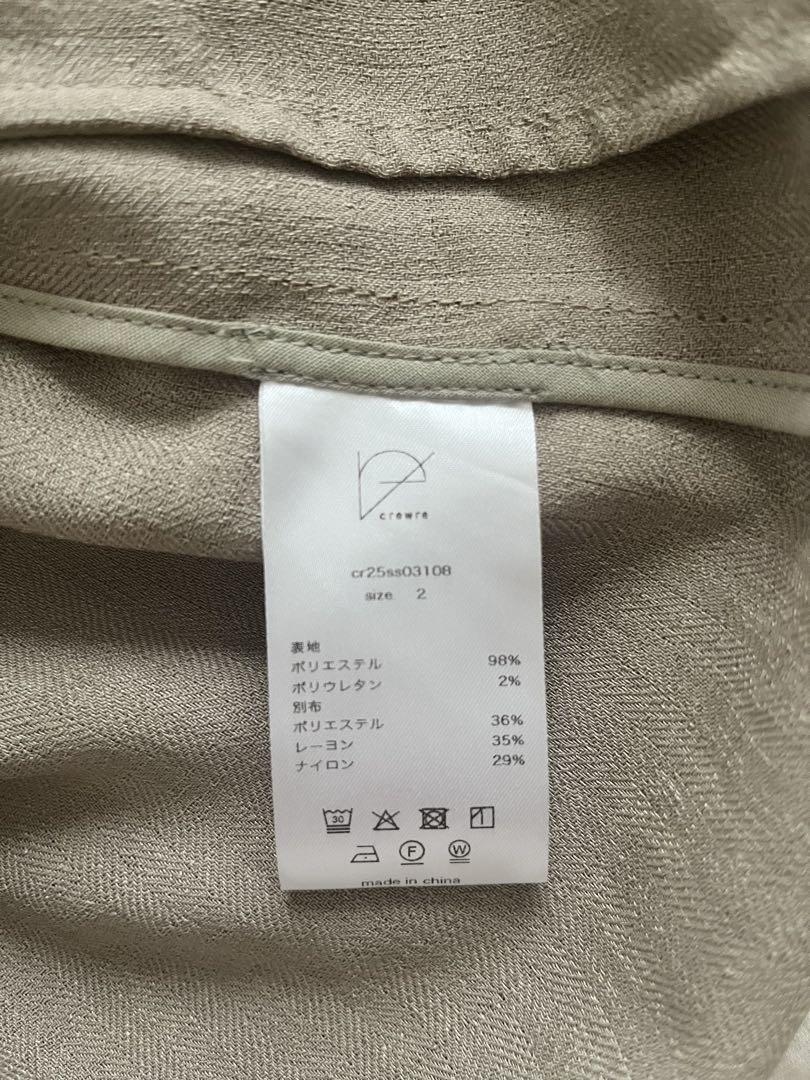 crewre
cr25ss03108
size 2
表地
ポリエステル 98%
ポリウレタン 2%
別布
ポリエステル 36%
レーヨン 35%
ナイロン 29%
30
F W
made in china